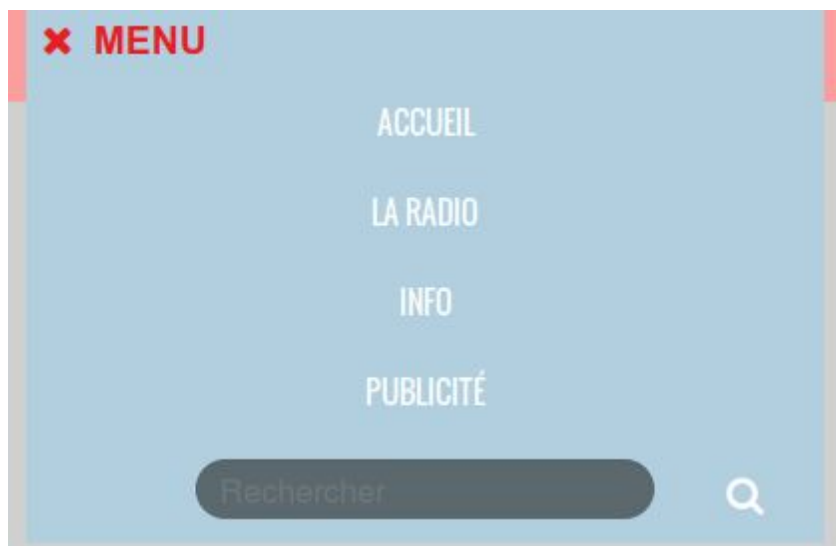 MENU
ACCUEIL
LA RADIO
INFO
PUBLICITÉ
Rechercher